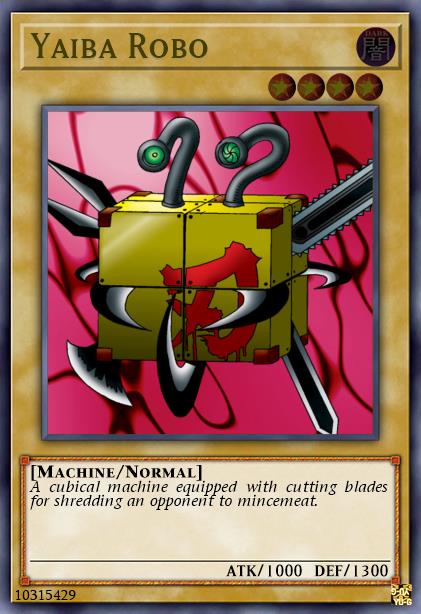 Yaiba Robo
DARK
闇
忍
[Machine/Normal]
A cubical machine equipped with cutting blades
for shredding an opponent to mincemeat.
ATK/1000 DEF/1300
10315429